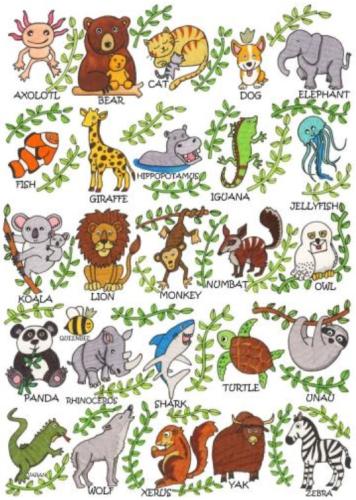 AXOLOTL
BEAR
CAT
DOG
ELEPHANT
FISH
GIRAFFE
HIPPOPOTAMUS
IGUANA
JELLYFISH
KOALA
LION
MONKEY
NUMBAT
OWL
PANDA
QUEENBEE
RHINOCEROS
SHARK
TURTLE
UNAU
VARAN
WOLF
XERUS
YAK
ZEBRA